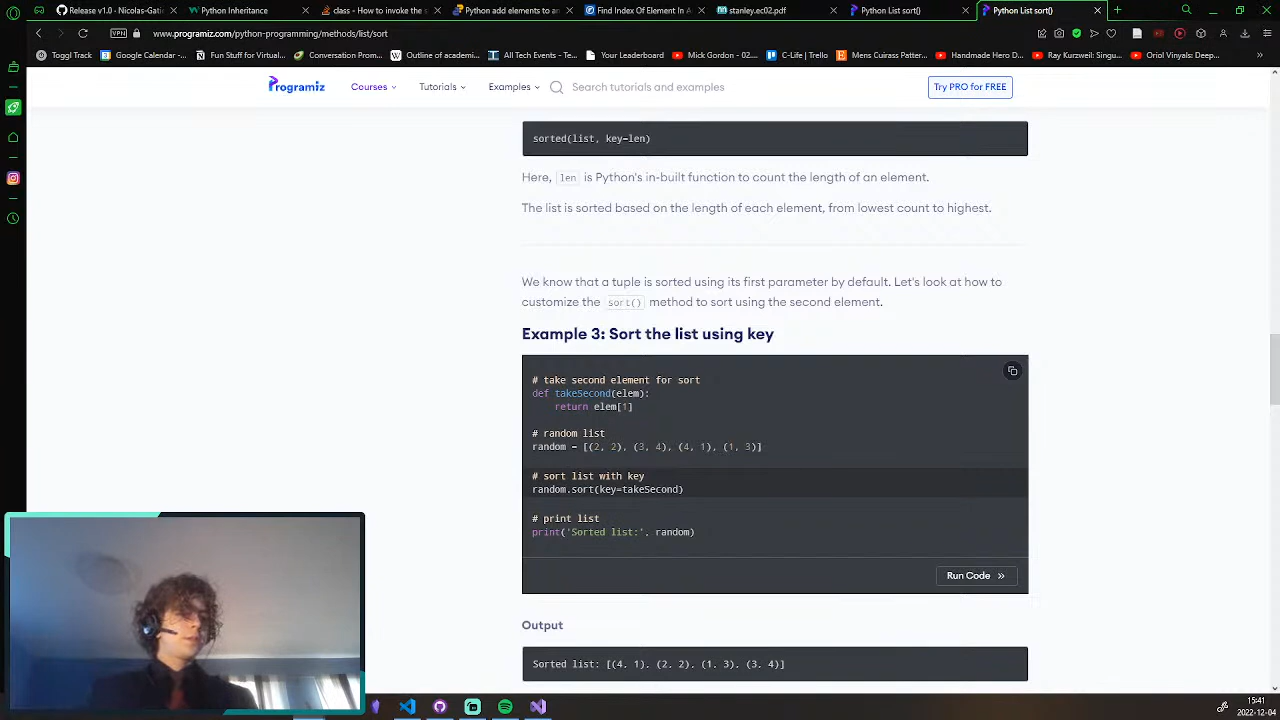 Release v1.0 - Nicolas-Gatie
Python Inheritance
class - How to invoke the s
Python add elements to an
Find Index Of Element In A
stanley.ec02.pdf
Python List sort()
Python List sort()
VPN
www.programiz.com/python-programming/methods/list/sort
Toggl Track
Google Calendar -
Fun Stuff for Virtual...
Conversation Prom...
Outline of academi...
All Tech Events - T...
Your Leaderboard
Mick Gordon - 02...
C-Life | Trello
Mens Cuirass Patter...
Handmade Hero D...
Ray Kurzweil: Singu...
Oriol Vinyals: Deep...
Programiz
Courses
Tutorials
Examples
Search tutorials and examples
Try PRO for FREE
sorted(list, key=len)
Here, len is Python's in-built function to count the length of an element.
The list is sorted based on the length of each element, from lowest count to highest.
We know that a tuple is sorted using its first parameter by default. Let's look at how to
customize the sort() method to sort using the second element.
Example 3: Sort the list using key
# take second element for sort
def takeSecond(elem):
return elem[1]
# random list
random = [(2, 2), (3, 4), (4, 1), (1, 3)]
# sort list with key
random.sort(key=takeSecond)
# print list
print('Sorted list:', random)
Run Code
Output
Sorted list: [(4, 1), (2, 2), (1, 3), (3, 4)]
15:41
2022-12-04